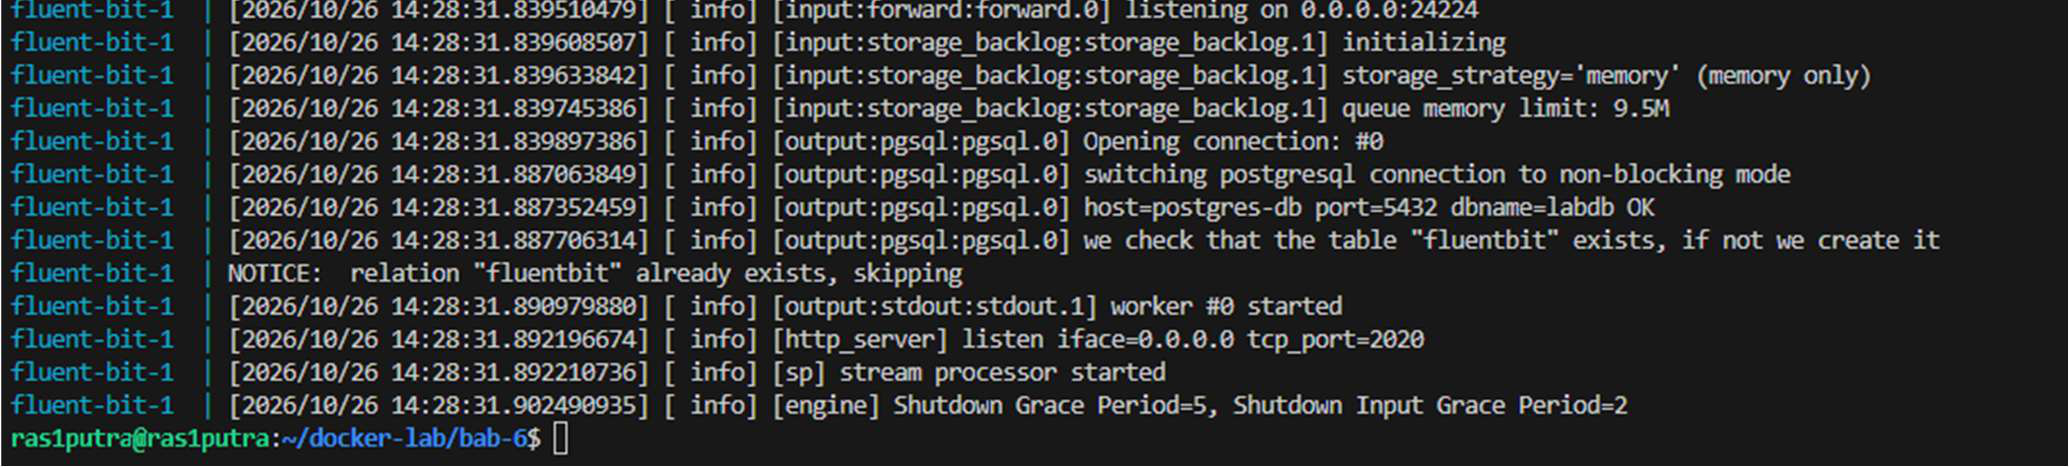 fluent-bit-1  | [2026/10/26 14:28:31.839510479] [ info] [input:forward:forward.0] listening on 0.0.0.0:24224
fluent-bit-1  | [2026/10/26 14:28:31.839608507] [ info] [input:storage_backlog:storage_backlog.1] initializing
fluent-bit-1  | [2026/10/26 14:28:31.839633842] [ info] [input:storage_backlog:storage_backlog.1] storage_strategy='memory' (memory only)
fluent-bit-1  | [2026/10/26 14:28:31.839745386] [ info] [input:storage_backlog:storage_backlog.1] queue memory limit: 9.5M
fluent-bit-1  | [2026/10/26 14:28:31.839897386] [ info] [output:pgsql:pgsql.0] Opening connection: #0
fluent-bit-1  | [2026/10/26 14:28:31.887063849] [ info] [output:pgsql:pgsql.0] switching postgresql connection to non-blocking mode
fluent-bit-1  | [2026/10/26 14:28:31.887352459] [ info] [output:pgsql:pgsql.0] host=postgres-db port=5432 dbname=labdb OK
fluent-bit-1  | [2026/10/26 14:28:31.887706314] [ info] [output:pgsql:pgsql.0] we check that the table "fluentbit" exists, if not we create it
fluent-bit-1  | NOTICE:  relation "fluentbit" already exists, skipping
fluent-bit-1  | [2026/10/26 14:28:31.890979880] [ info] [output:stdout:stdout.1] worker #0 started
fluent-bit-1  | [2026/10/26 14:28:31.892196674] [ info] [http_server] listen iface=0.0.0.0 tcp_port=2020
fluent-bit-1  | [2026/10/26 14:28:31.892210736] [ info] [sp] stream processor started
fluent-bit-1  | [2026/10/26 14:28:31.902490935] [ info] [engine] Shutdown Grace Period=5, Shutdown Input Grace Period=2
ras1putra@ras1putra:~/docker-lab/bab-6$